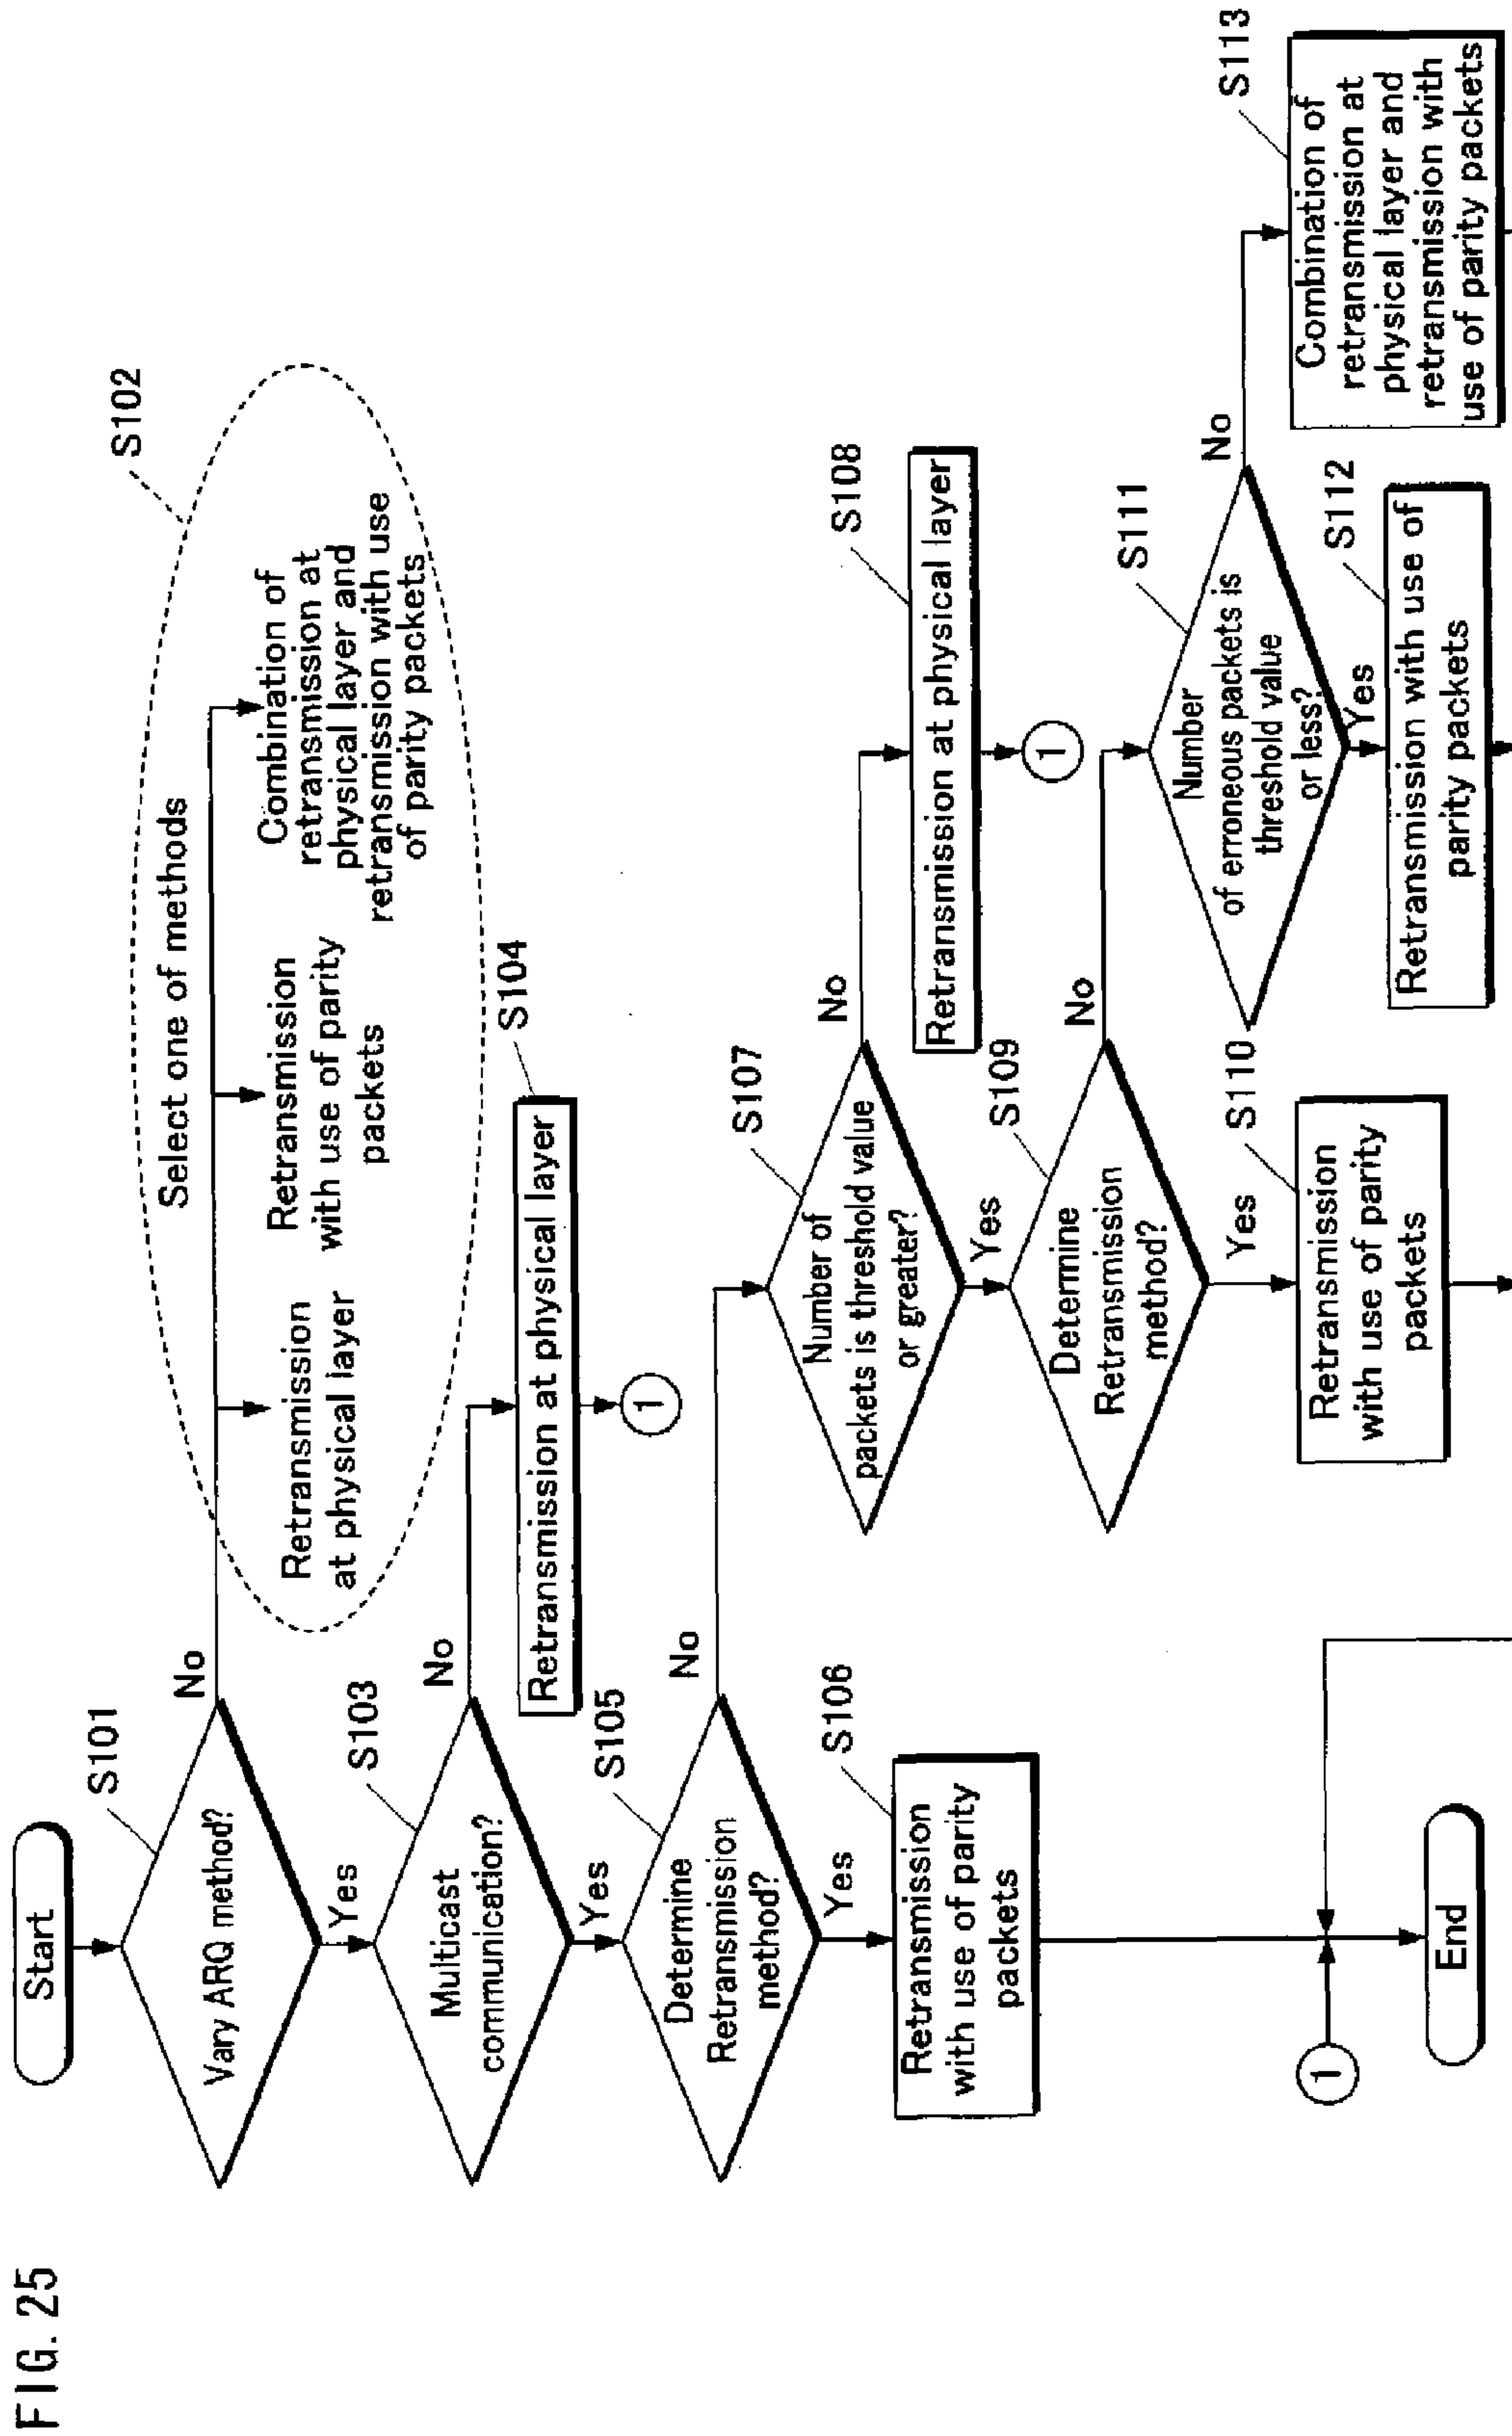 FIG. 25
Start
S101
Vary ARQ method?
No
Yes
S102
Select one of methods
Retransmission
at physical layer
Retransmission
with use of parity
packets
Combination of
retransmission at
physical layer and
retransmission with use
of parity packets
S103
Multicast
communication?
No
Yes
S104
Retransmission at physical layer
1
S105
Determine
Retransmission
method?
No
Yes
S106
Retransmission
with use of parity
packets
S107
Number of
packets is threshold value
or greater?
No
Yes
S108
Retransmission at physical layer
1
S109
Determine
Retransmission
method?
No
Yes
S110
Retransmission
with use of parity
packets
S111
Number
of erroneous packets is
threshold value
or less?
No
Yes
S112
Retransmission with use of
parity packets
S113
Combination of
retransmission at
physical layer and
retransmission with
use of parity packets
1
End